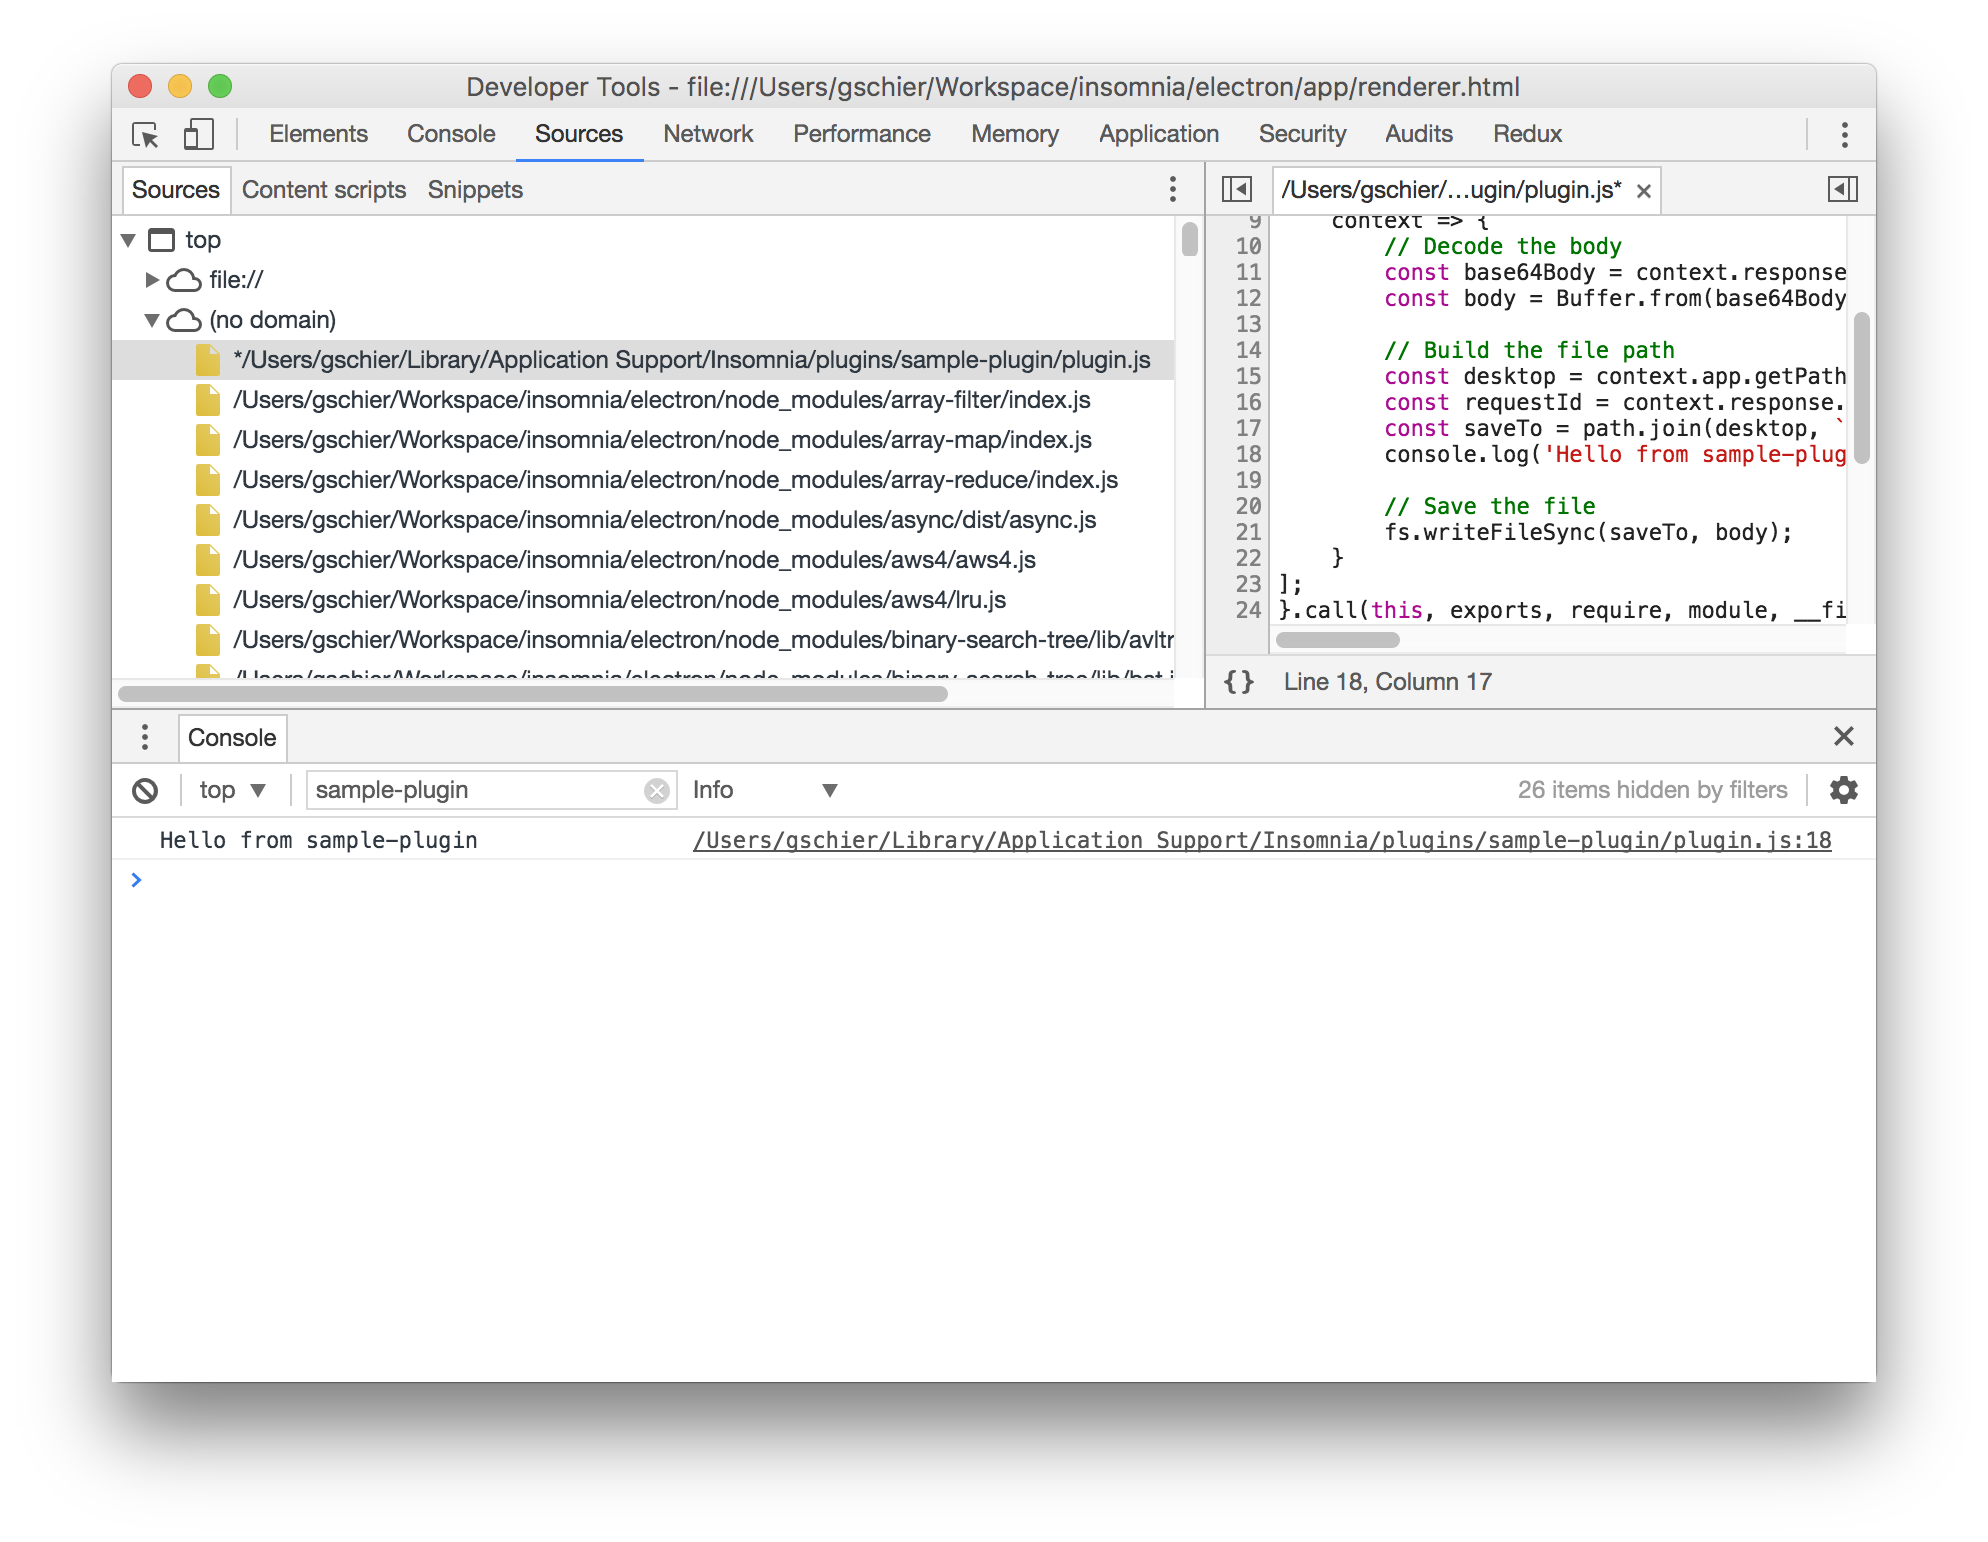 Developer Tools - file:///Users/gschier/Workspace/insomnia/electron/app/renderer.html
Elements Console Sources Network Performance Memory Application Security Audits Redux
Sources Content scripts Snippets
top
file://
(no domain)
*/Users/gschier/Library/Application Support/Insomnia/plugins/sample-plugin/plugin.js
/Users/gschier/Workspace/insomnia/electron/node_modules/array-filter/index.js
/Users/gschier/Workspace/insomnia/electron/node_modules/array-map/index.js
/Users/gschier/Workspace/insomnia/electron/node_modules/array-reduce/index.js
/Users/gschier/Workspace/insomnia/electron/node_modules/async/dist/async.js
/Users/gschier/Workspace/insomnia/electron/node_modules/aws4/aws4.js
/Users/gschier/Workspace/insomnia/electron/node_modules/aws4/lru.js
/Users/gschier/Workspace/insomnia/electron/node_modules/binary-search-tree/lib/avltr
/Users/gschier/Workspace/insomnia/electron/node_modules/binary-search-tree/lib/bst.j
/Users/gschier/...ugin/plugin.js* ×
9 context => {
10 // Decode the body
11 const base64Body = context.response
12 const body = Buffer.from(base64Body
13
14 // Build the file path
15 const desktop = context.app.getPath
16 const requestId = context.response.
17 const saveTo = path.join(desktop, `
18 console.log('Hello from sample-plug
19
20 // Save the file
21 fs.writeFileSync(saveTo, body);
22 }
23 ];
24 }.call(this, exports, require, module, __fi
{} Line 18, Column 17
Console
top sample-plugin Info 26 items hidden by filters
Hello from sample-plugin /Users/gschier/Library/Application Support/Insomnia/plugins/sample-plugin/plugin.js:18
>